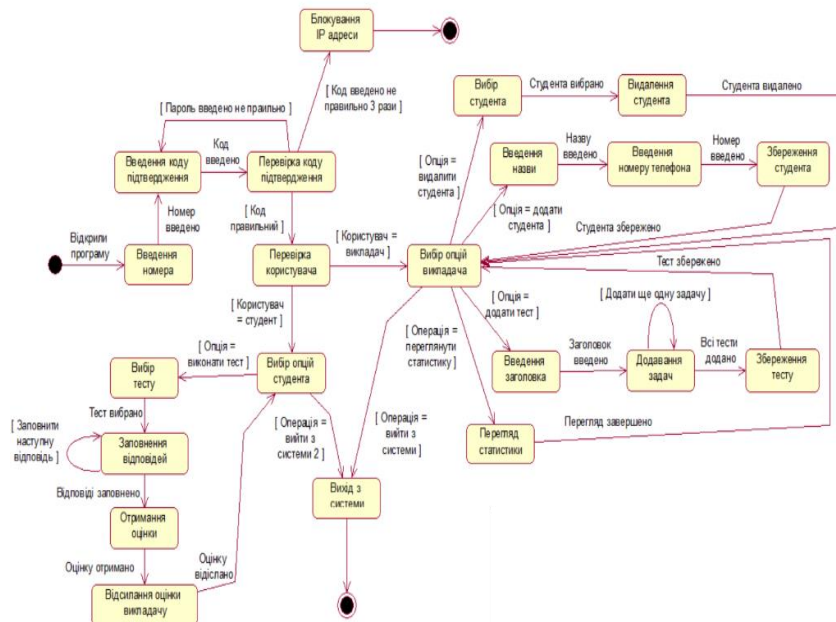 Блокування
IP адреси
[ Код введено не
правильно 3 рази ]
[ Пароль введено не праильно ]
Введення коду
підтвердження
Код
введено
Перевірка коду
підтвердження
Номер
введено
[ Код
правильний ]
Відкрили
програму
Введення
номера
Перевірка
користувача
[ Користувач =
викладач ]
Вибір опцій
викладача
[ Користувач
= студент ]
Вибір
студента
Студента вибрано
Видалення
студента
Студента видалено
[ Опція =
видалити
студента ]
Введення
назви
Назву
введено
Введення
номеру телефона
Номер
введено
Збереження
студента
[ Опція = додати
студента ]
Студента збережено
Тест збережено
[ Опція =
додати тест ]
[ Додати ще одну задачу ]
[ Операція =
переглянути
статистику ]
Введення
заголовка
Заголовок
введено
Додавання
задач
Всі тести
додано
Збереження
тесту
Перегляд
статистики
Перегляд завершено
[ Опція =
виконати тест ]
Вибір опцій
студента
Вибір
тесту
Тест вибрано
[ Заповнити
наступну
відповідь ]
Заповнення
відповідей
[ Операція =
вийти з
системи 2 ]
[ Операція =
вийти з
системи ]
Вихід з
системи
Відповіді заповнено
Отримання
оцінки
Оцінку отримано
Оцінку
відіслано
Відсилання оцінки
викладачу